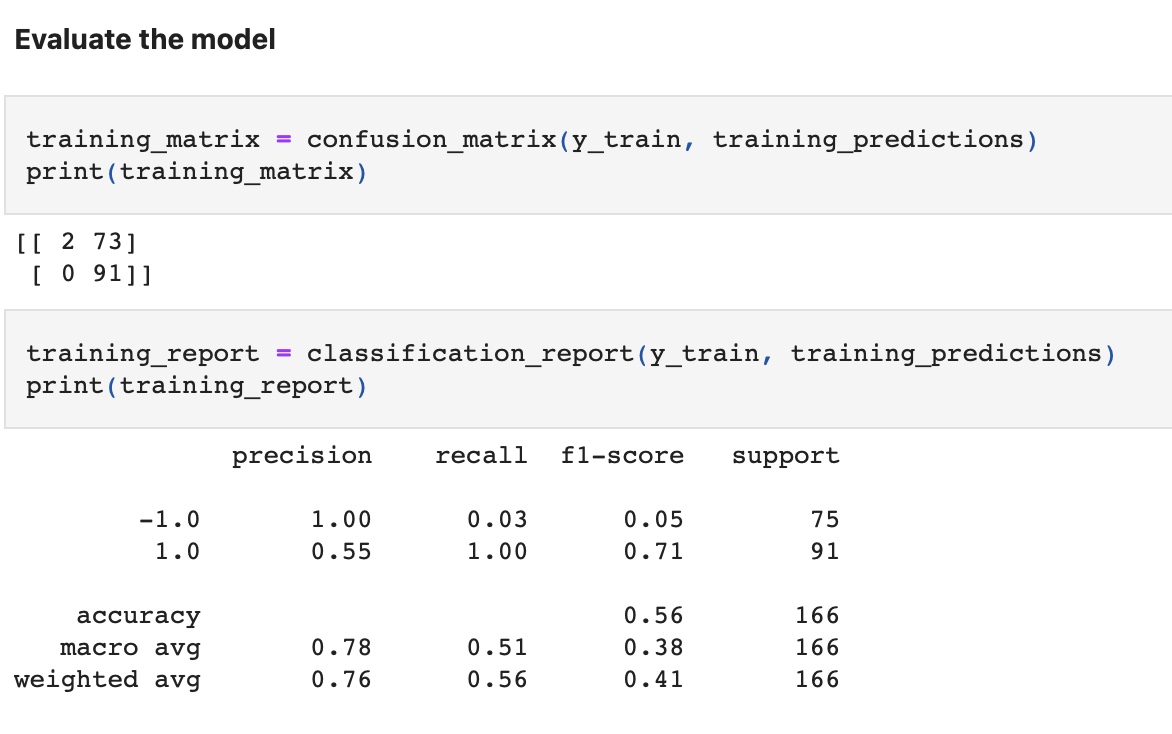 Evaluate the model
training_matrix = confusion_matrix(y_train, training_predictions)
print(training_matrix)
[[ 2 73]
 [ 0 91]]
training_report = classification_report(y_train, training_predictions)
print(training_report)
              precision    recall  f1-score   support
        -1.0       1.00      0.03      0.05        75
         1.0       0.55      1.00      0.71        91
    accuracy                           0.56       166
   macro avg       0.78      0.51      0.38       166
weighted avg       0.76      0.56      0.41       166